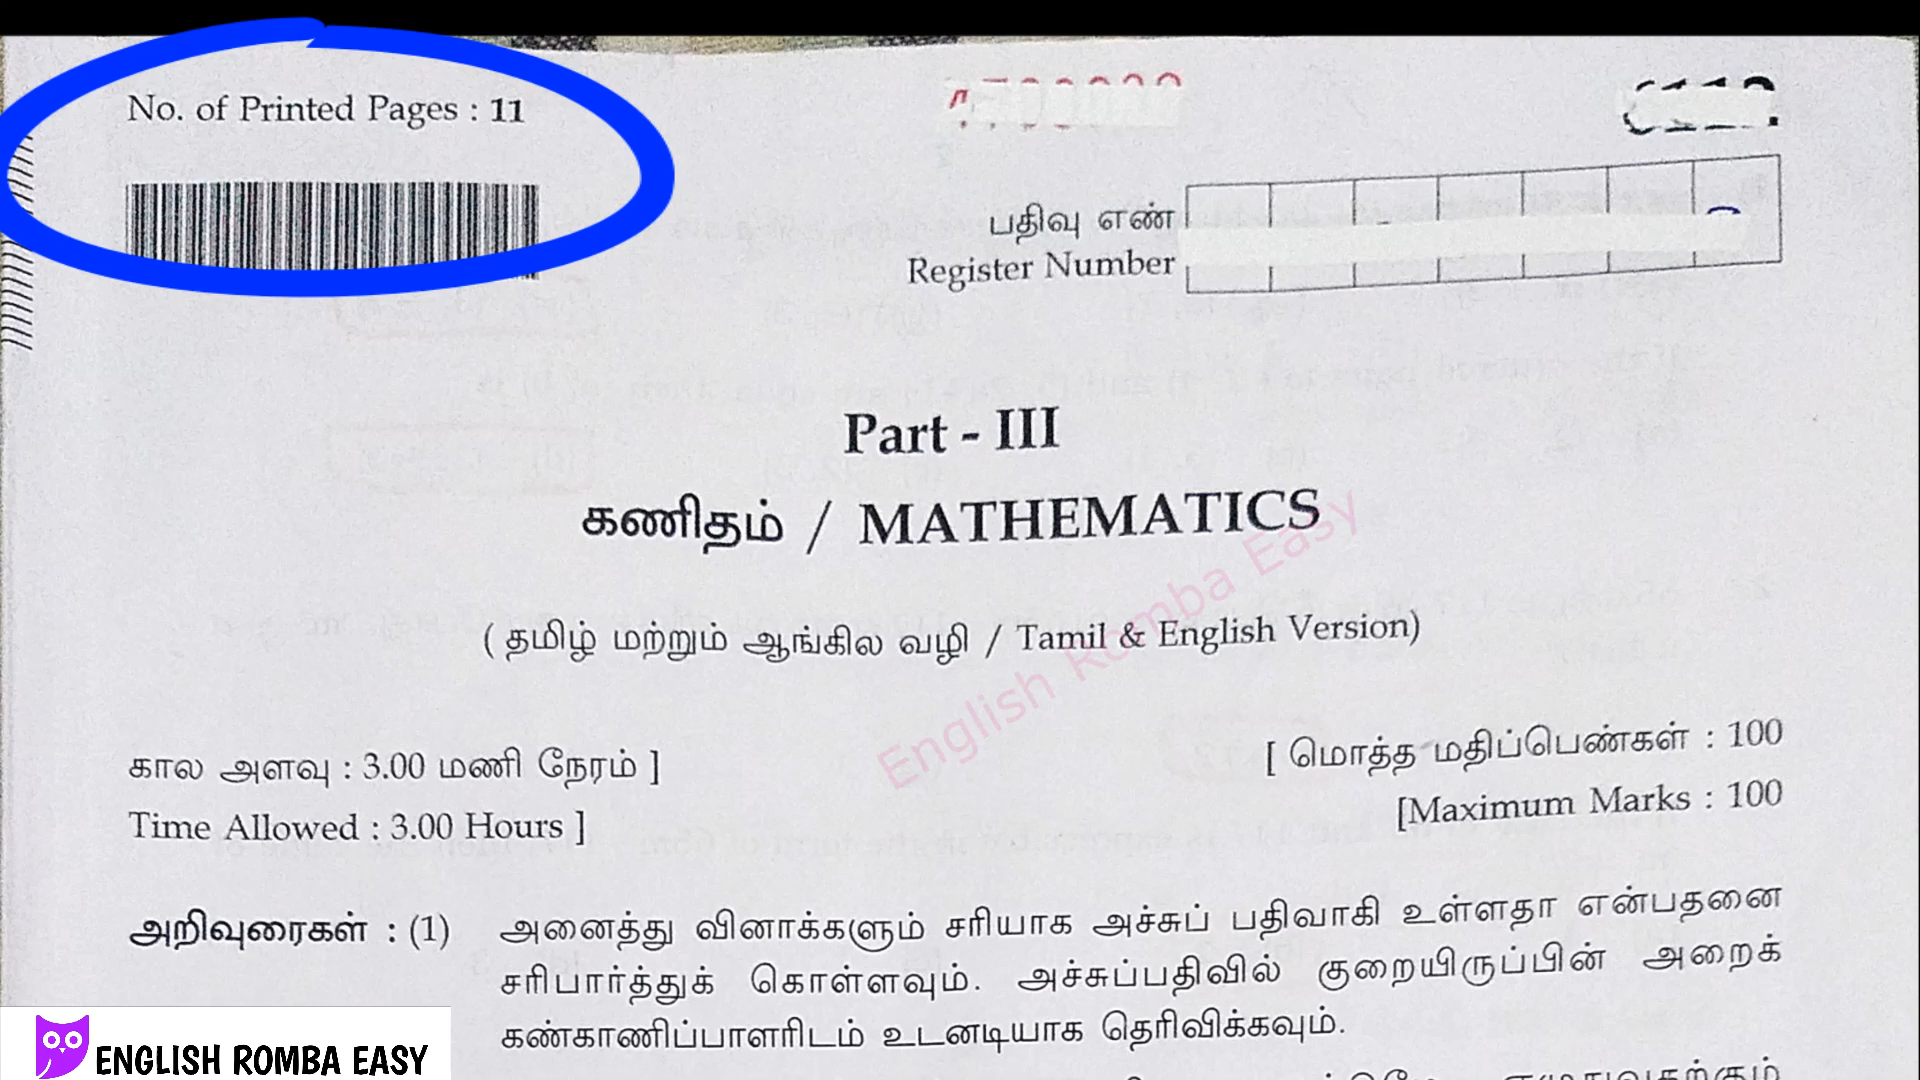 No. of Printed Pages : 11
பதிவு எண்
Register Number
Part - III
கணிதம் / MATHEMATICS
( தமிழ் மற்றும் ஆங்கில வழி / Tamil & English Version)
கால அளவு : 3.00 மணி நேரம் ]
[ மொத்த மதிப்பெண்கள் : 100
Time Allowed : 3.00 Hours ]
[Maximum Marks : 100
English Romba Easy
அறிவுரைகள் : (1) அனைத்து வினாக்களும் சரியாக அச்சுப் பதிவாகி உள்ளதா என்பதனை
சரிபார்த்துக் கொள்ளவும். அச்சுப்பதிவில் குறையிருப்பின் அறைக்
கண்காணிப்பாளரிடம் உடனடியாக தெரிவிக்கவும்.
ENGLISH ROMBA EASY